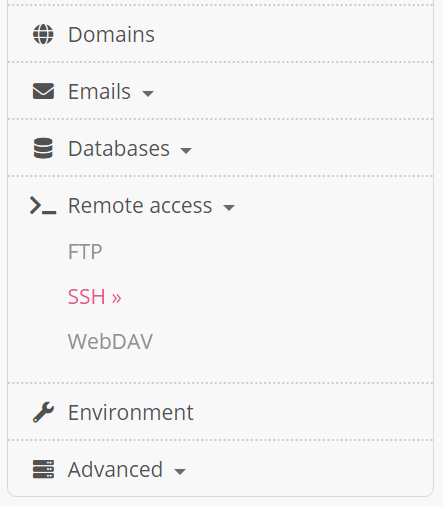 Domains
Emails
Databases
Remote access
FTP
SSH »
WebDAV
Environment
Advanced